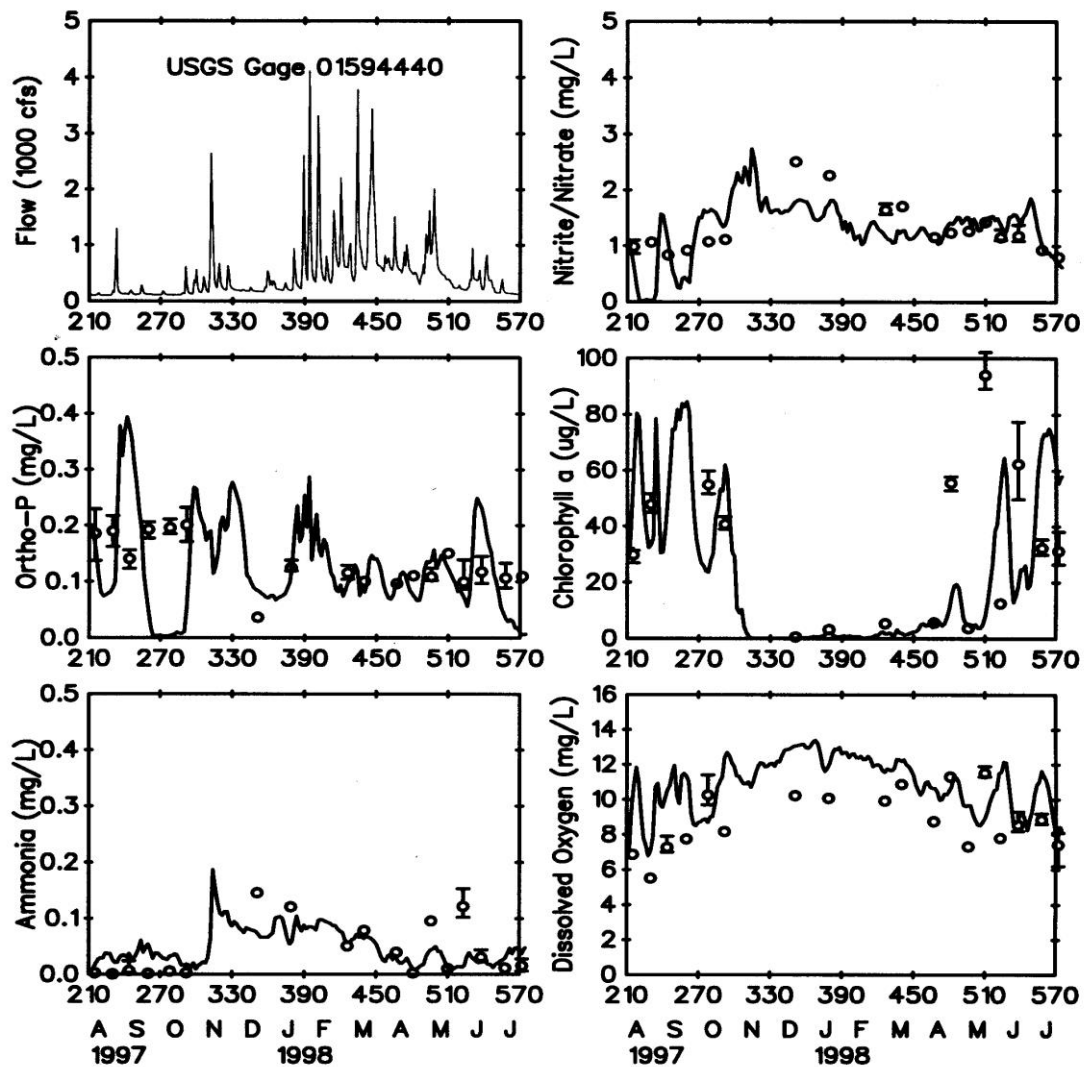 Flow (1000 cfs)
USGS Gage 01594440
5
4
3
2
1
0
210 270 330 390 450 510 570
Nitrite/Nitrate (mg/L)
5
4
3
2
1
0
210 270 330 390 450 510 570
Ortho-P (mg/L)
0.5
0.4
0.3
0.2
0.1
0.0
210 270 330 390 450 510 570
Chlorophyll a (ug/L)
100
80
60
40
20
0
210 270 330 390 450 510 570
Ammonia (mg/L)
0.5
0.4
0.3
0.2
0.1
0.0
210 270 330 390 450 510 570
A S O N D J F M A M J J
1997 1998
Dissolved Oxygen (mg/L)
16
14
12
10
8
6
4
2
0
210 270 330 390 450 510 570
A S O N D J F M A M J J
1997 1998